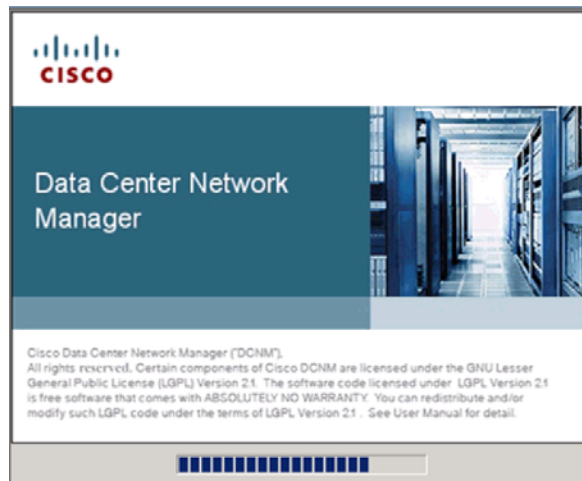 CISCO
Data Center Network
Manager
Cisco Data Center Network Manager ("DCNM"),
All rights reserved. Certain components of Cisco DCNM are licensed under the GNU Lesser
General Public License (LGPL) Version 2.1. The software code licensed under LGPL Version 2.1
is free software that comes with ABSOLUTELY NO WARRANTY. You can redistribute and/or
modify such LGPL code under the terms of LGPL Version 2.1 . See User Manual for detail.